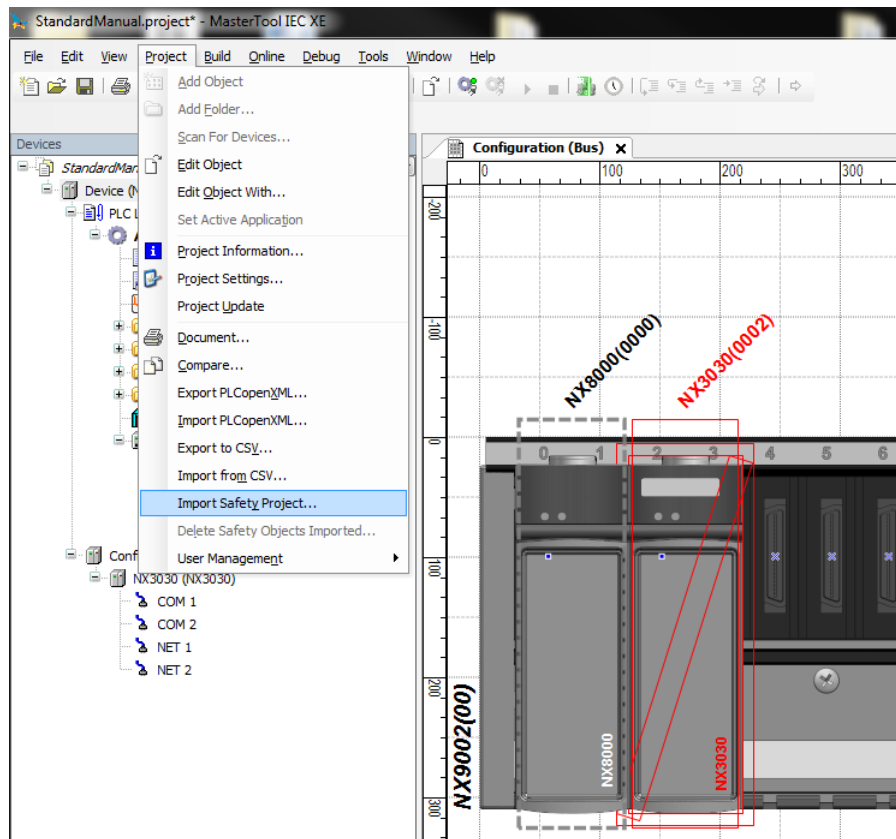 StandardManual.project* - MasterTool IEC XE
File Edit View Project Build Online Debug Tools Window Help
Devices
StandardMan
Device (N
PLC L
Conf
NX3030 (NX3030)
COM 1
COM 2
NET 1
NET 2
Add Object
Add Folder...
Scan For Devices...
Edit Object
Edit Object With...
Set Active Application
Project Information...
Project Settings...
Project Update
Document...
Compare...
Export PLCopenXML...
Import PLCopenXML...
Export to CSV...
Import from CSV...
Import Safety Project...
Delete Safety Objects Imported...
User Management
Configuration (Bus)
0 100 200 300
-200
-100
0
100
200
300
NX8000(0000)
NX3030(0002)
0 1 2 3 4 5 6
NX9002(00)
NX8000
NX3030